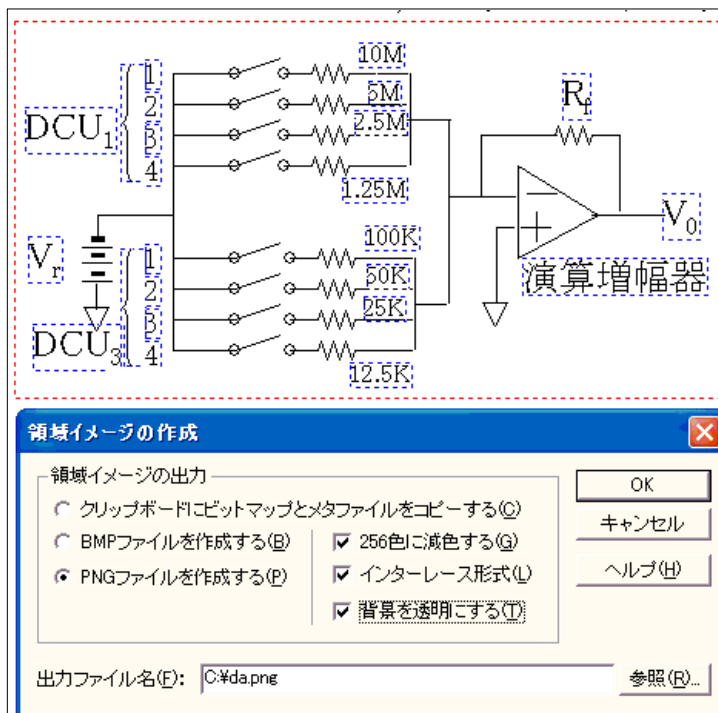 10M
1
5M
2
2.5M
DCU1
3
4
1.25M
Rf
V0
100K
1
50K
Vr
2
25K
3
DCU3
4
12.5K
演算増幅器
領域イメージの作成
領域イメージの出力
クリップボードにビットマップとメタファイルをコピーする(C)
BMPファイルを作成する(B)
256色に減色する(G)
PNGファイルを作成する(P)
インターレース形式(L)
背景を透明にする(T)
OK
キャンセル
ヘルプ(H)
出力ファイル名(F):
C:¥da.png
参照(R)...